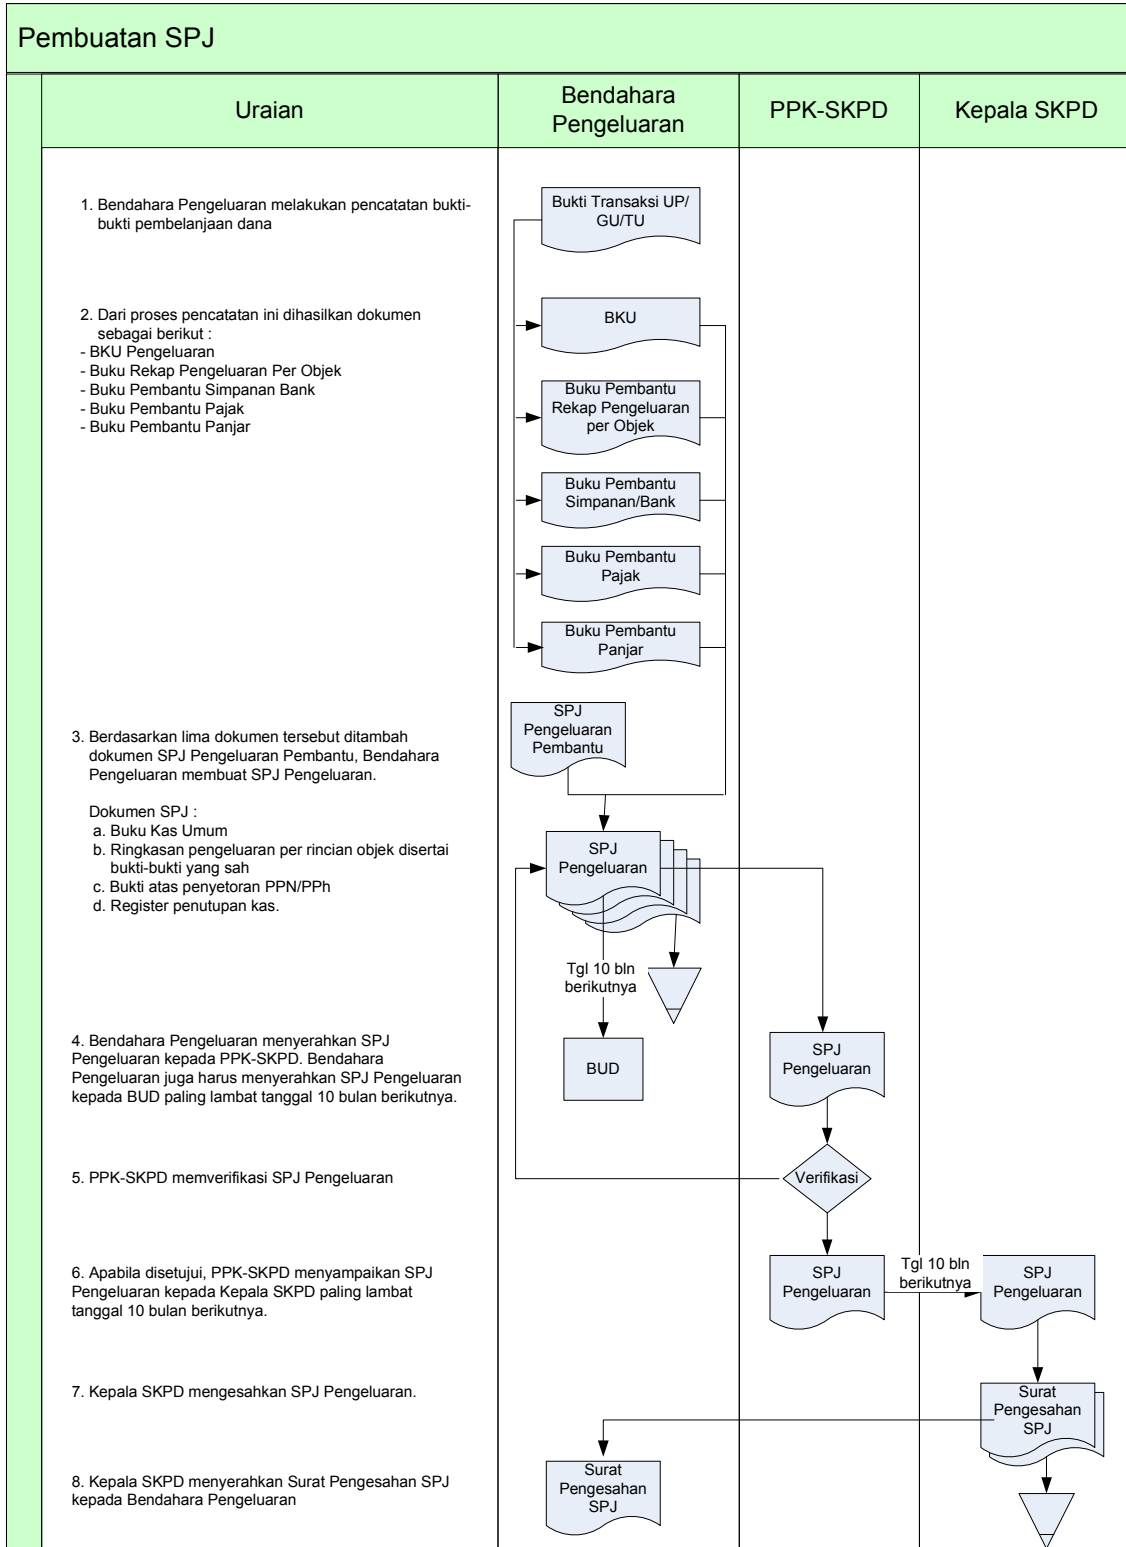 Pembuatan SPJ
Uraian
Bendahara
Pengeluaran
PPK-SKPD
Kepala SKPD
1. Bendahara Pengeluaran melakukan pencatatan bukti-
bukti pembelanjaan dana
Bukti Transaksi UP/
GU/TU
2. Dari proses pencatatan ini dihasilkan dokumen
sebagai berikut :
- BKU Pengeluaran
- Buku Rekap Pengeluaran Per Objek
- Buku Pembantu Simpanan Bank
- Buku Pembantu Pajak
- Buku Pembantu Panjar
BKU
Buku Pembantu
Rekap Pengeluaran
per Objek
Buku Pembantu
Simpanan/Bank
Buku Pembantu
Pajak
Buku Pembantu
Panjar
SPJ
Pengeluaran
Pembantu
3. Berdasarkan lima dokumen tersebut ditambah
dokumen SPJ Pengeluaran Pembantu, Bendahara
Pengeluaran membuat SPJ Pengeluaran.
Dokumen SPJ :
a. Buku Kas Umum
b. Ringkasan pengeluaran per rincian objek disertai
bukti-bukti yang sah
c. Bukti atas penyetoran PPN/PPh
d. Register penutupan kas.
SPJ
Pengeluaran
Tgl 10 bln
berikutnya
4. Bendahara Pengeluaran menyerahkan SPJ
Pengeluaran kepada PPK-SKPD. Bendahara
Pengeluaran juga harus menyerahkan SPJ Pengeluaran
kepada BUD paling lambat tanggal 10 bulan berikutnya.
BUD
SPJ
Pengeluaran
5. PPK-SKPD memverifikasi SPJ Pengeluaran
Verifikasi
6. Apabila disetujui, PPK-SKPD menyampaikan SPJ
Pengeluaran kepada Kepala SKPD paling lambat
tanggal 10 bulan berikutnya.
SPJ
Pengeluaran
Tgl 10 bln
berikutnya
SPJ
Pengeluaran
7. Kepala SKPD mengesahkan SPJ Pengeluaran.
Surat
Pengesahan
SPJ
8. Kepala SKPD menyerahkan Surat Pengesahan SPJ
kepada Bendahara Pengeluaran
Surat
Pengesahan
SPJ